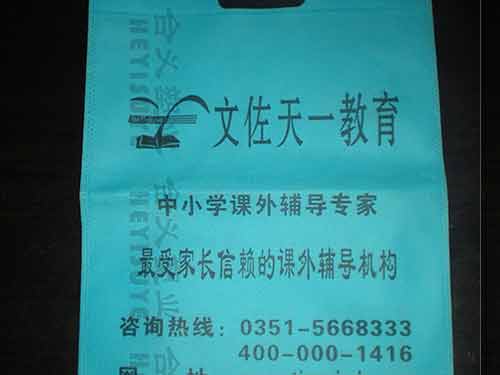 文佐天一教育
中小学课外辅导专家
最受家长信赖的课外辅导机构
咨询热线：0351-5668333
400-000-1416